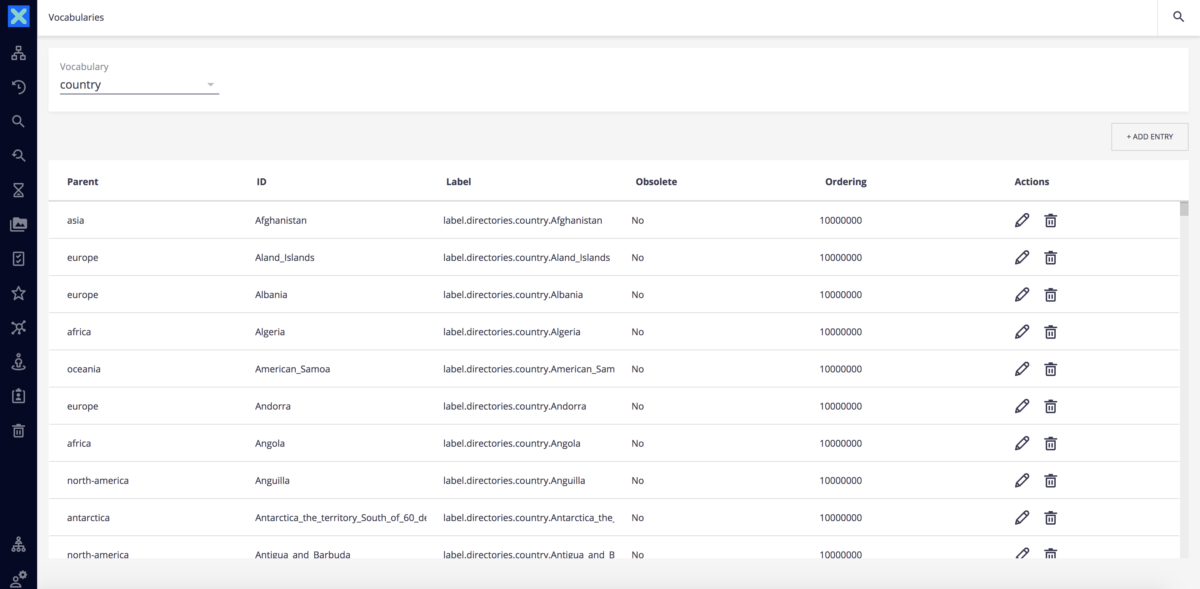 Vocabularies
Vocabulary
country
+ ADD ENTRY
Parent ID Label Obsolete Ordering Actions
asia Afghanistan label.directories.country.Afghanistan No 10000000
europe Aland_Islands label.directories.country.Aland_Islands No 10000000
europe Albania label.directories.country.Albania No 10000000
africa Algeria label.directories.country.Algeria No 10000000
oceania American_Samoa label.directories.country.American_Sam No 10000000
europe Andorra label.directories.country.Andorra No 10000000
africa Angola label.directories.country.Angola No 10000000
north-america Anguilla label.directories.country.Anguilla No 10000000
antarctica Antarctica_the_territory_South_of_60_de label.directories.country.Antarctica_the_ No 10000000
north-america Antigua_and_Barbuda label.directories.country.Antigua_and_B No 10000000